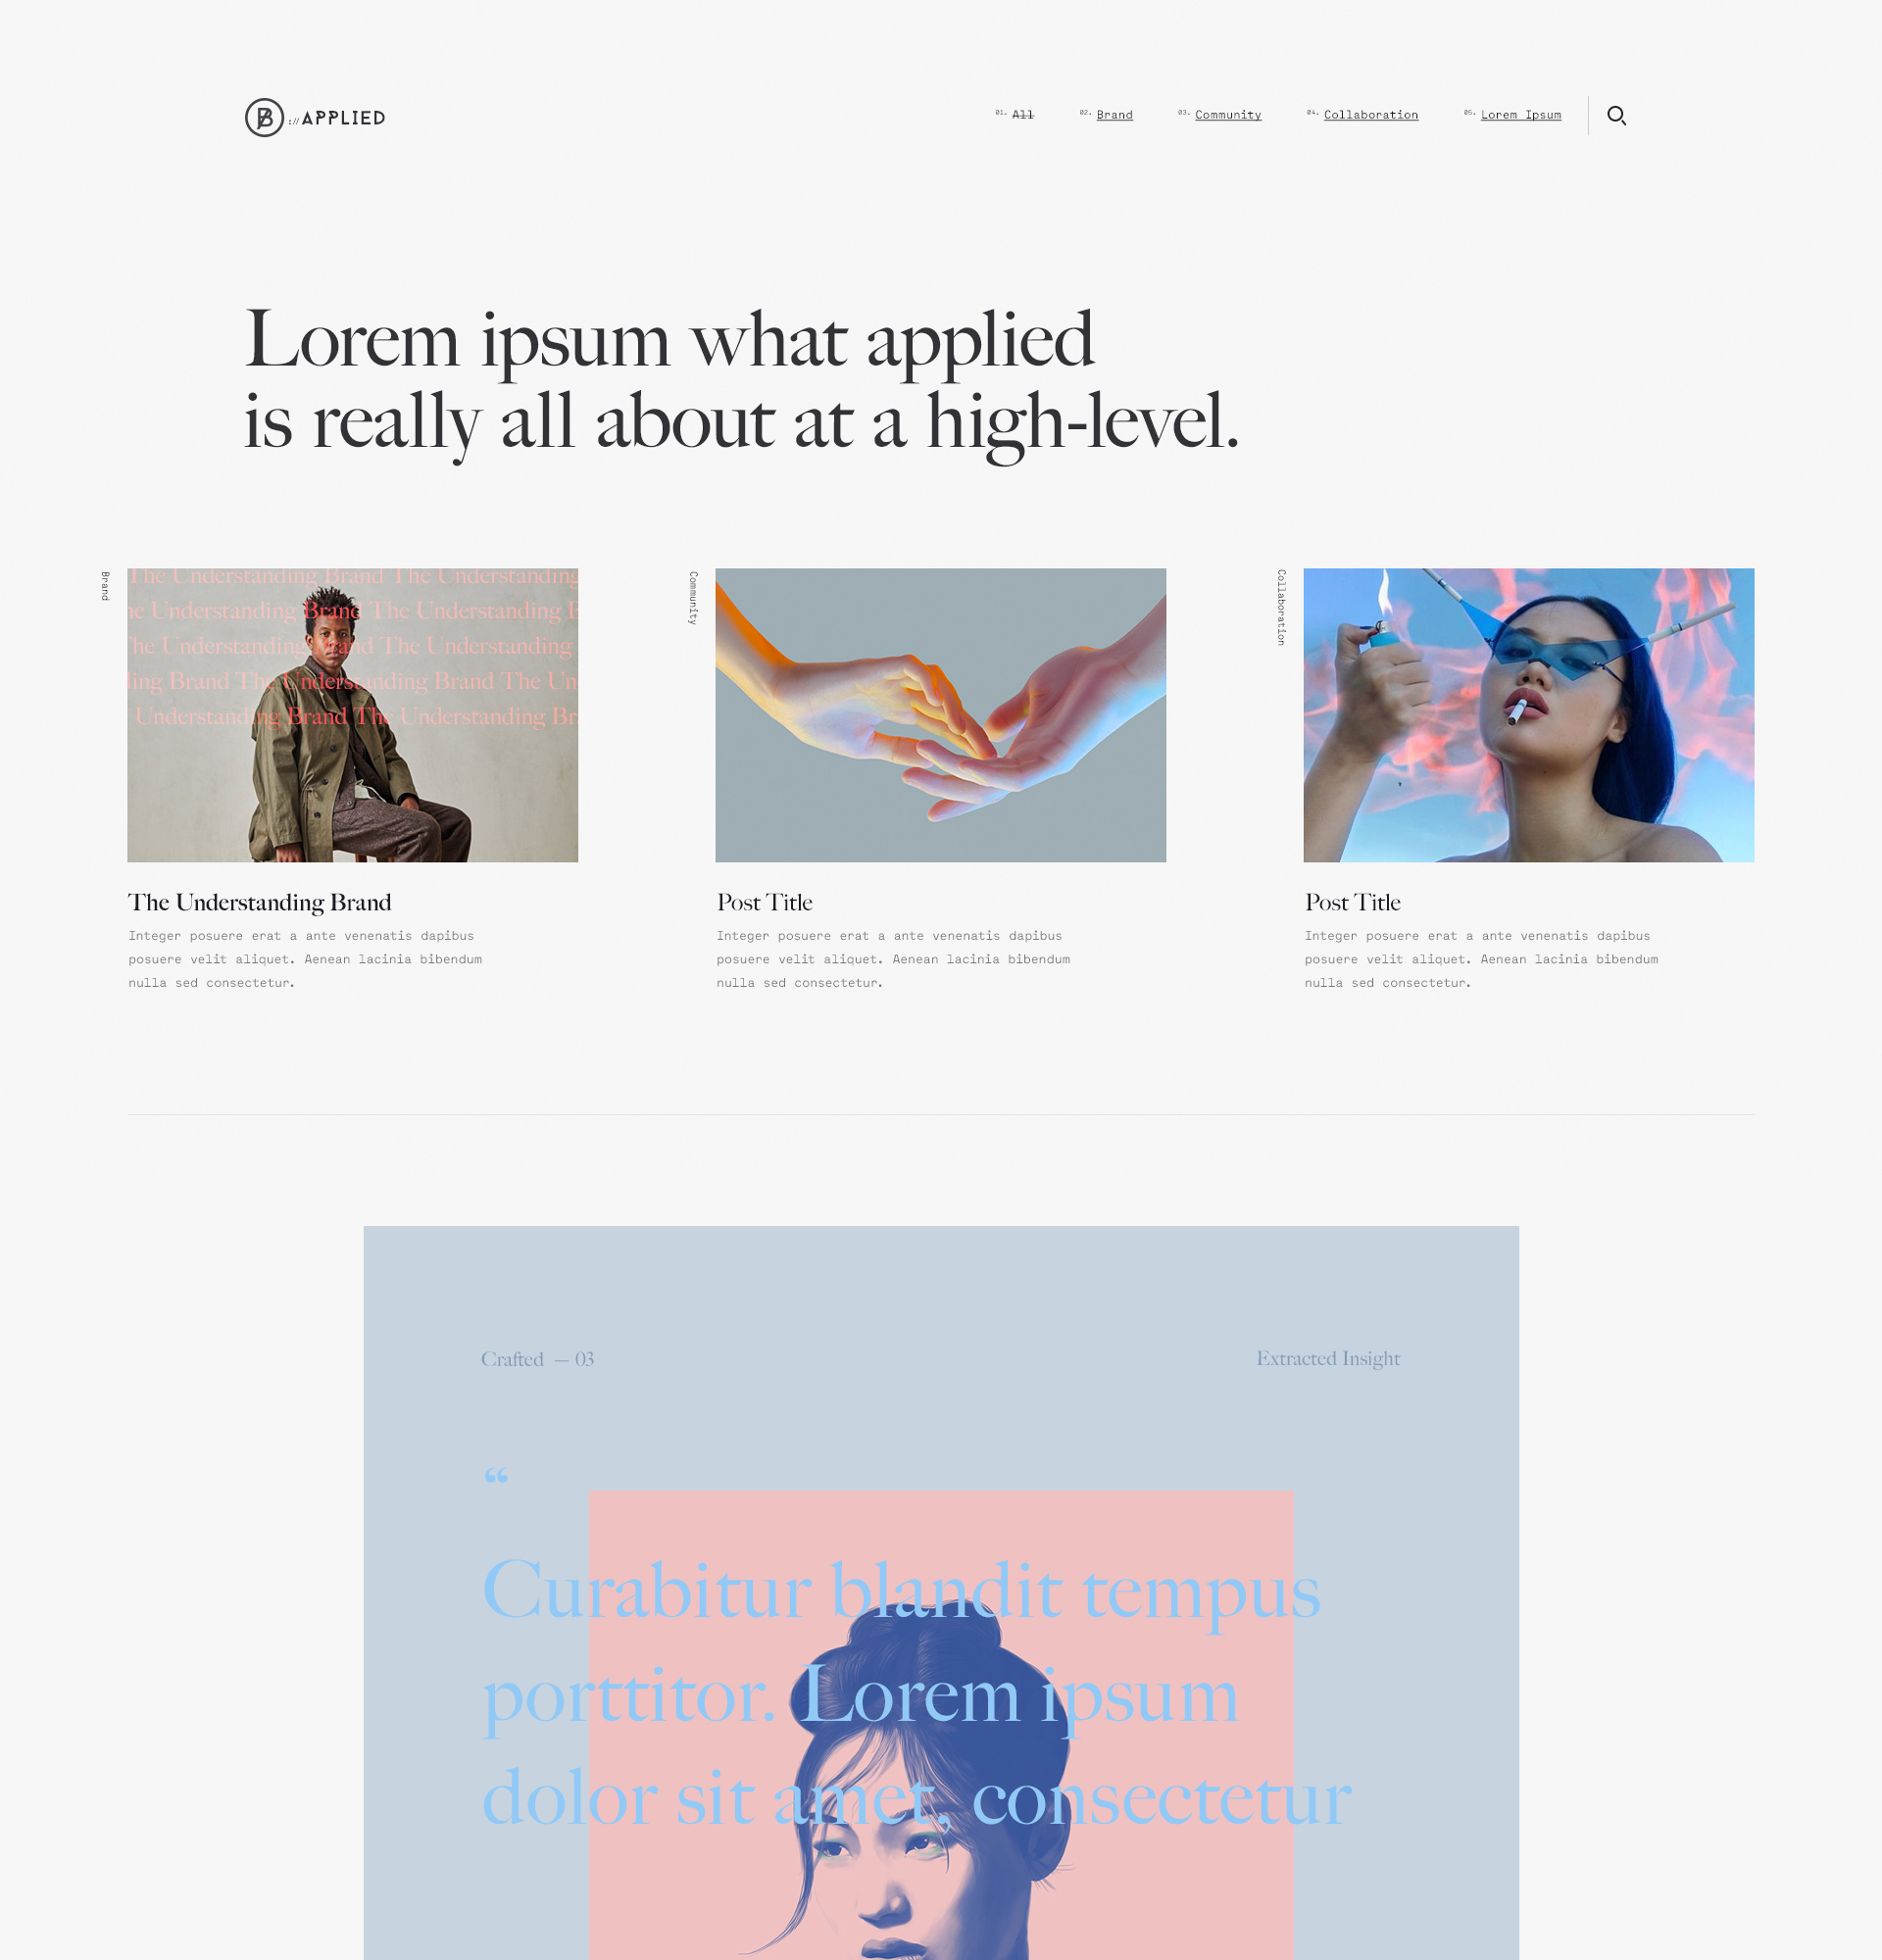 B ://APPLIED
01. All 02. Brand 03. Community 04. Collaboration 05. Lorem Ipsum
Lorem ipsum what applied
is really all about at a high-level.
Brand
The Understanding Brand The Understanding
he Understanding Brand The Understanding B
he Understanding Brand The Understanding
ling Brand The Understanding Brand The Un
Understanding Brand The Understanding Br
The Understanding Brand
Integer posuere erat a ante venenatis dapibus
posuere velit aliquet. Aenean lacinia bibendum
nulla sed consectetur.
Community
Post Title
Integer posuere erat a ante venenatis dapibus
posuere velit aliquet. Aenean lacinia bibendum
nulla sed consectetur.
Collaboration
Post Title
Integer posuere erat a ante venenatis dapibus
posuere velit aliquet. Aenean lacinia bibendum
nulla sed consectetur.
Crafted — 03
Extracted Insight
“
Curabitur blandit tempus
porttitor. Lorem ipsum
dolor sit amet, consectetur